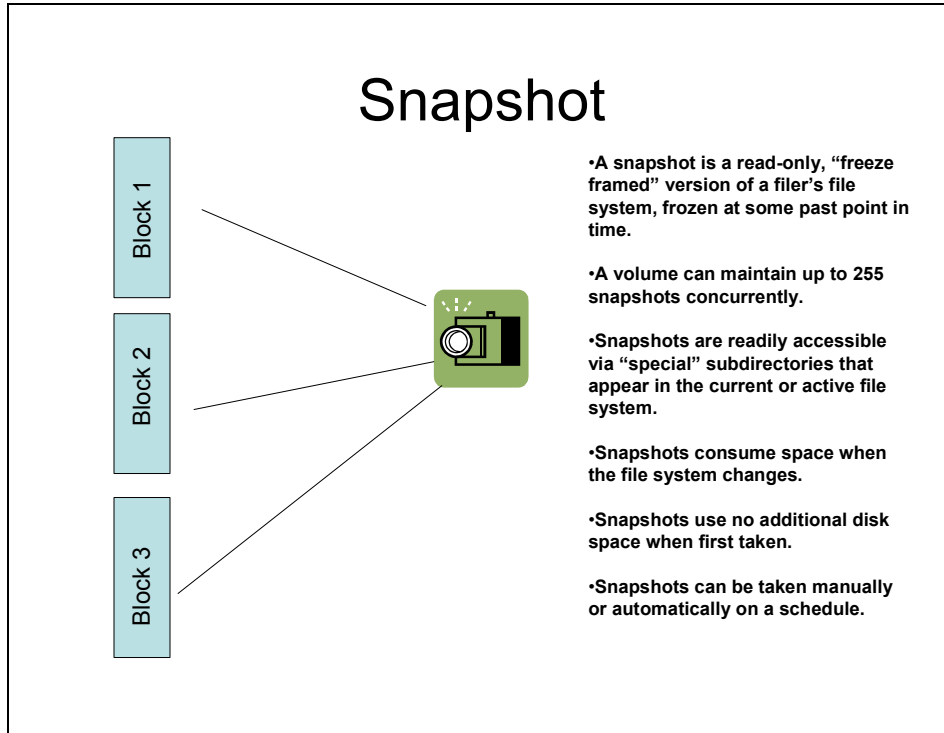 Snapshot
Block 1
Block 2
Block 3
•A snapshot is a read-only, “freeze
framed” version of a filer’s file
system, frozen at some past point in
time.
•A volume can maintain up to 255
snapshots concurrently.
•Snapshots are readily accessible
via “special” subdirectories that
appear in the current or active file
system.
•Snapshots consume space when
the file system changes.
•Snapshots use no additional disk
space when first taken.
•Snapshots can be taken manually
or automatically on a schedule.